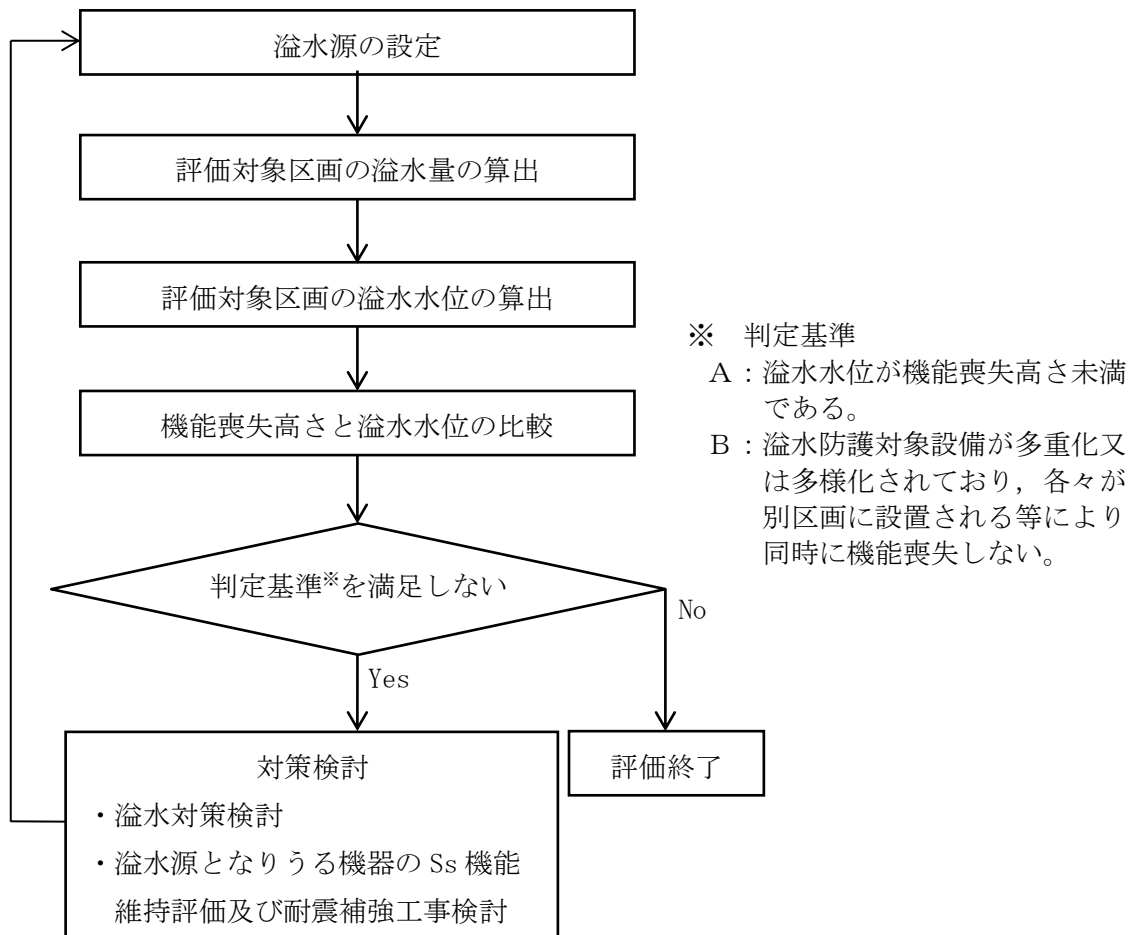 溢水源の設定
評価対象区画の溢水量の算出
評価対象区画の溢水水位の算出
機能喪失高さと溢水水位の比較
※　判定基準
Ａ：溢水水位が機能喪失高さ未満
である。
Ｂ：溢水防護対象設備が多重化又
は多様化されており，各々が
別区画に設置される等により
同時に機能喪失しない。
判定基準※を満足しない
No
Yes
対策検討
・溢水対策検討
・溢水源となりうる機器の Ss 機能
維持評価及び耐震補強工事検討
評価終了